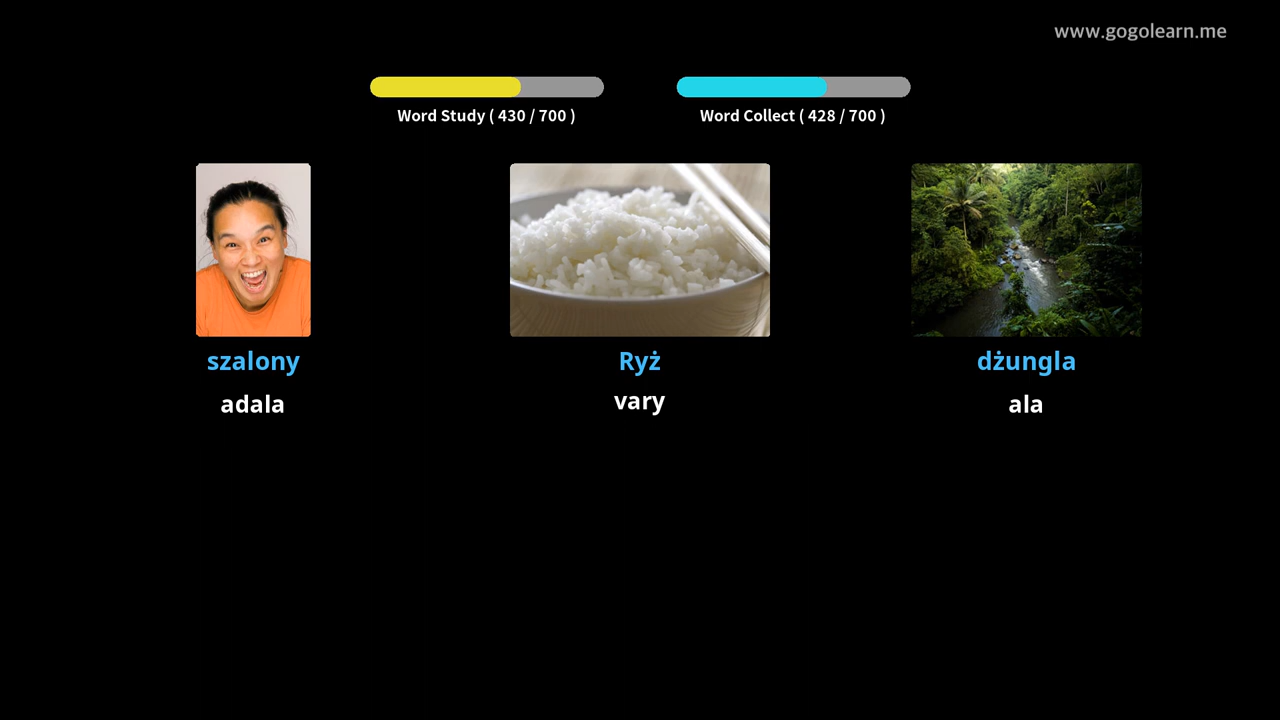 www.gogolearn.me
Word Study ( 430 / 700 )
Word Collect ( 428 / 700 )
szalony
Ryż
dżungla
adala
vary
ala